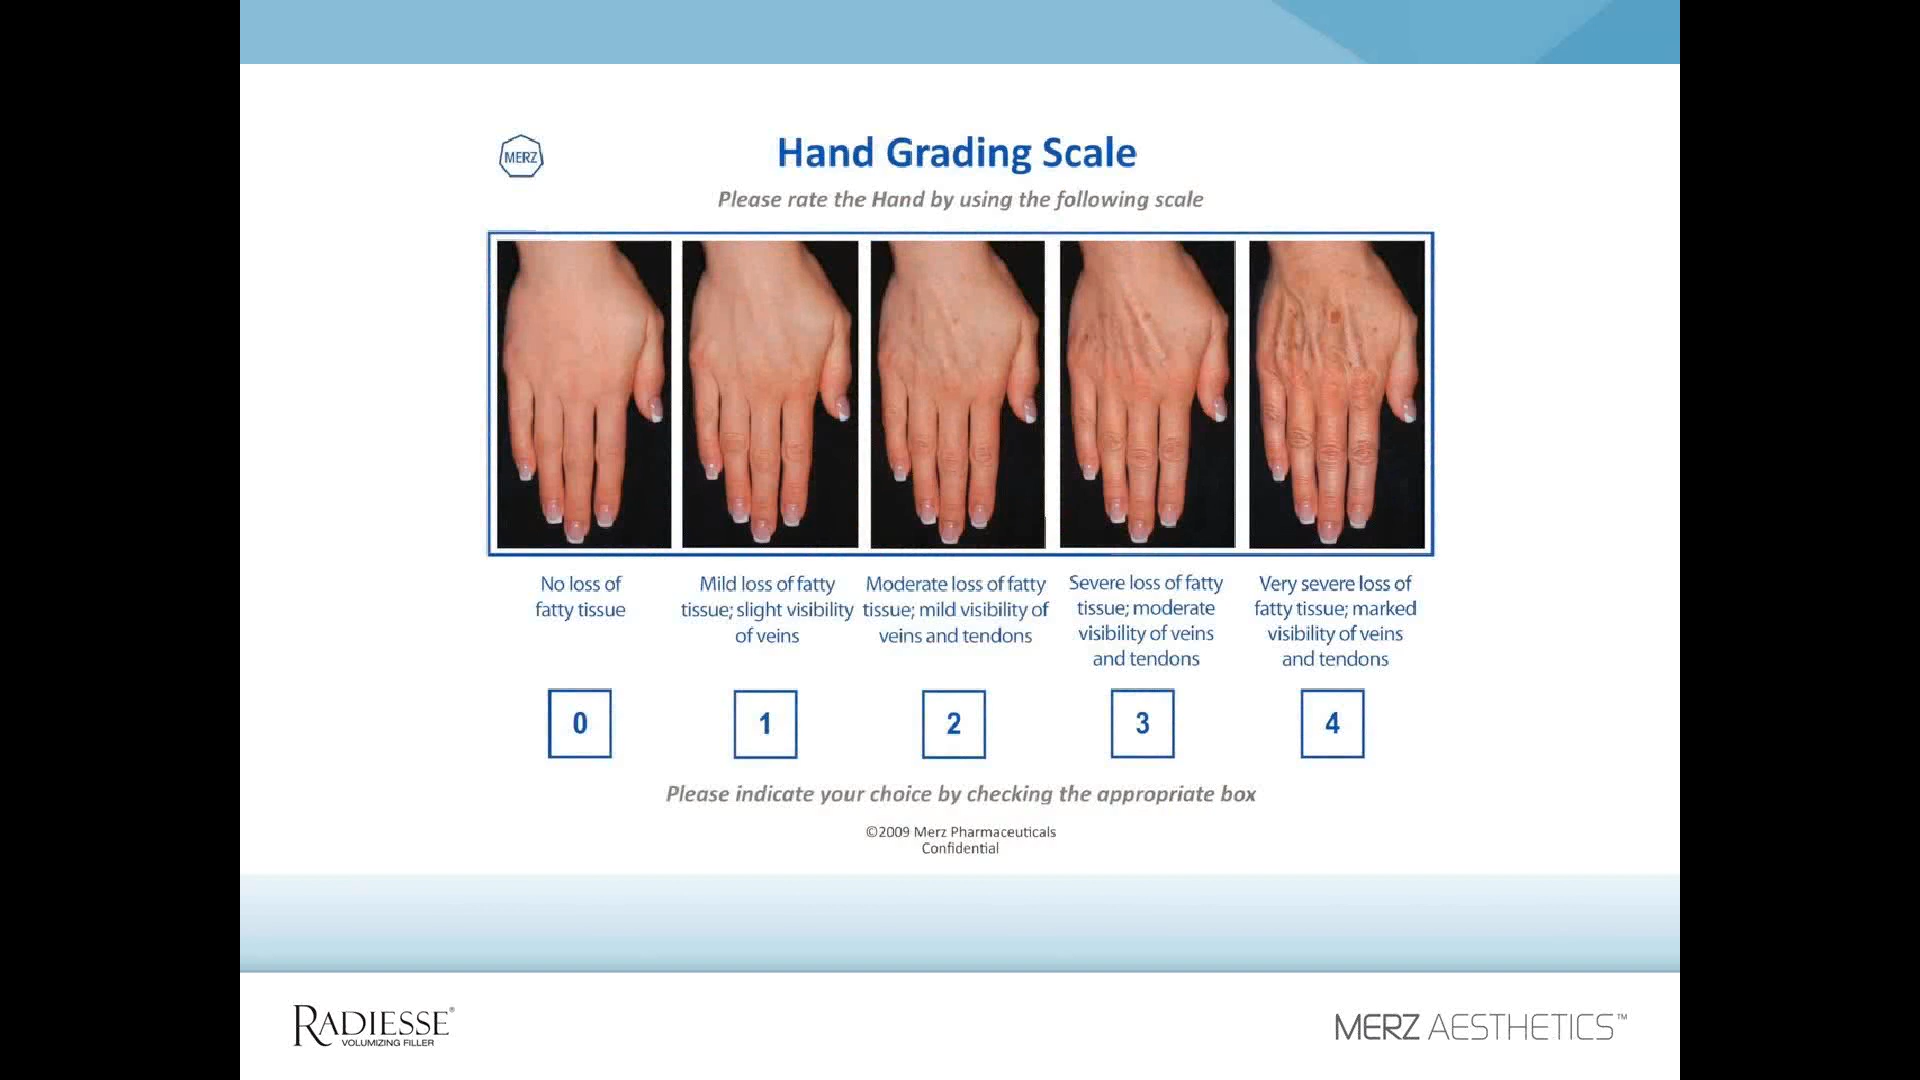 MERZ
Hand Grading Scale
Please rate the Hand by using the following scale
No loss of
fatty tissue
Mild loss of fatty
tissue; slight visibility
of veins
Moderate loss of fatty
tissue; mild visibility of
veins and tendons
Severe loss of fatty
tissue; moderate
visibility of veins
and tendons
Very severe loss of
fatty tissue; marked
visibility of veins
and tendons
0
1
2
3
4
Please indicate your choice by checking the appropriate box
©2009 Merz Pharmaceuticals
Confidential
RADIESSE®
VOLUMIZING FILLER
MERZ AESTHETICS™